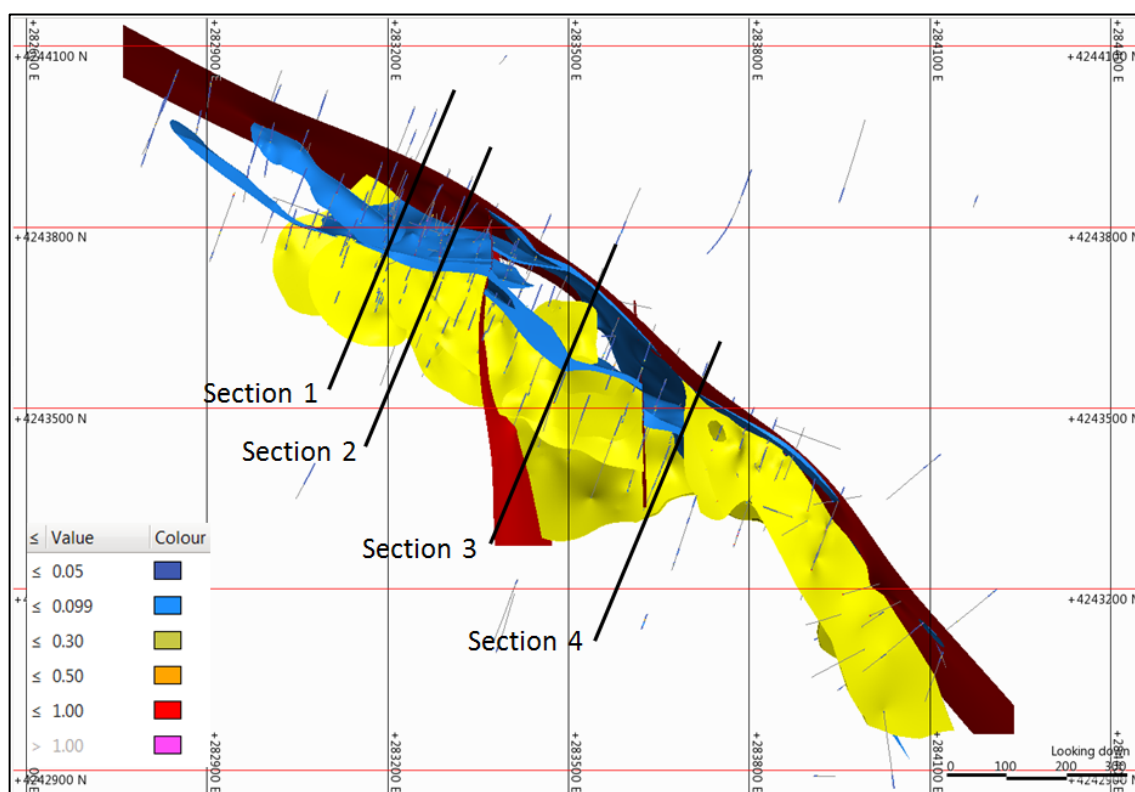 +282600 E
+282900 E
+283200 E
+283500 E
+283800 E
+284100 E
+4244100 N
+4244100 N
+4243800 N
+4243800 N
Section 1
+4243500 N
+4243500 N
Section 2
Section 3
≤ Value Colour
≤ 0.05
≤ 0.099
≤ 0.30
≤ 0.50
≤ 1.00
> 1.00
+4243200 N
Section 4
+282900 E
+283200 E
+283500 E
+283800 E
+284100 E
Looking down
0 100 200 300
+4242900 N